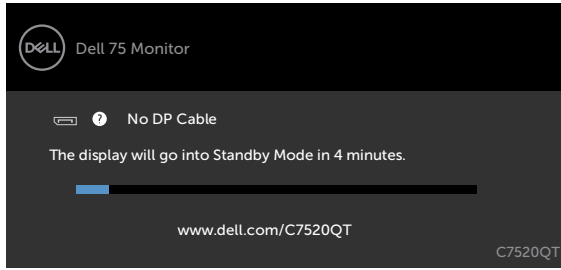 DELL
Dell 75 Monitor
? No DP Cable
The display will go into Standby Mode in 4 minutes.
www.dell.com/C7520QT
C7520QT